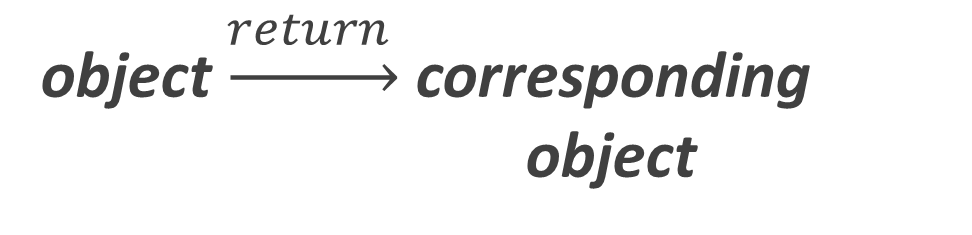 return
object → corresponding
object